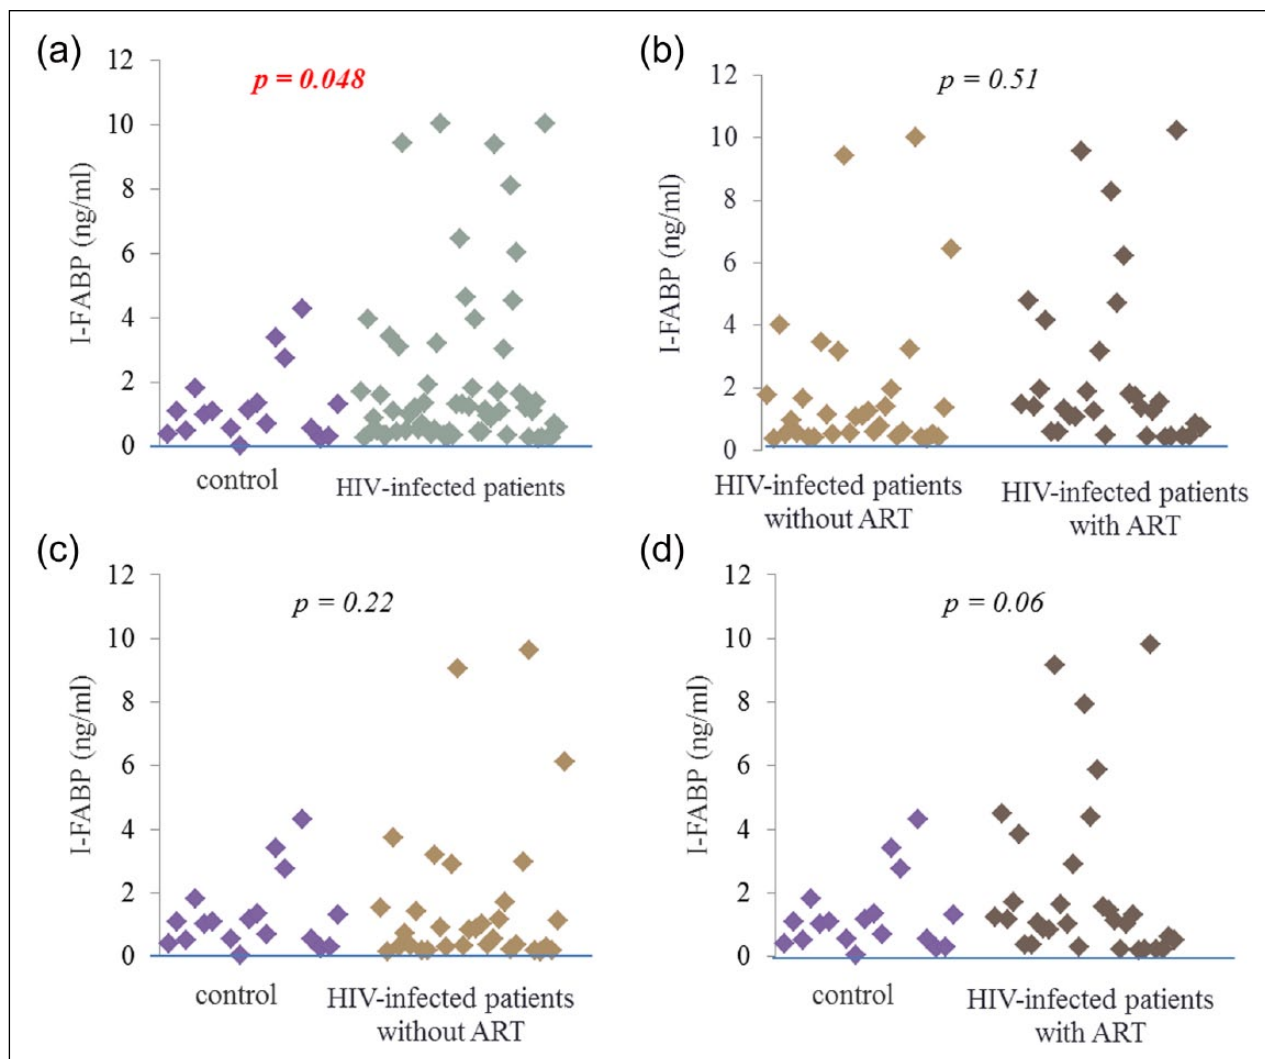 (a)
p = 0.048
I-FABP (ng/ml)
12
10
8
6
4
2
0
control
HIV-infected patients
(b)
p = 0.51
I-FABP (ng/ml)
12
10
8
6
4
2
0
HIV-infected patients
without ART
HIV-infected patients
with ART
(c)
p = 0.22
I-FABP (ng/ml)
12
10
8
6
4
2
0
control
HIV-infected patients
without ART
(d)
p = 0.06
I-FABP (ng/ml)
12
10
8
6
4
2
0
control
HIV-infected patients
with ART